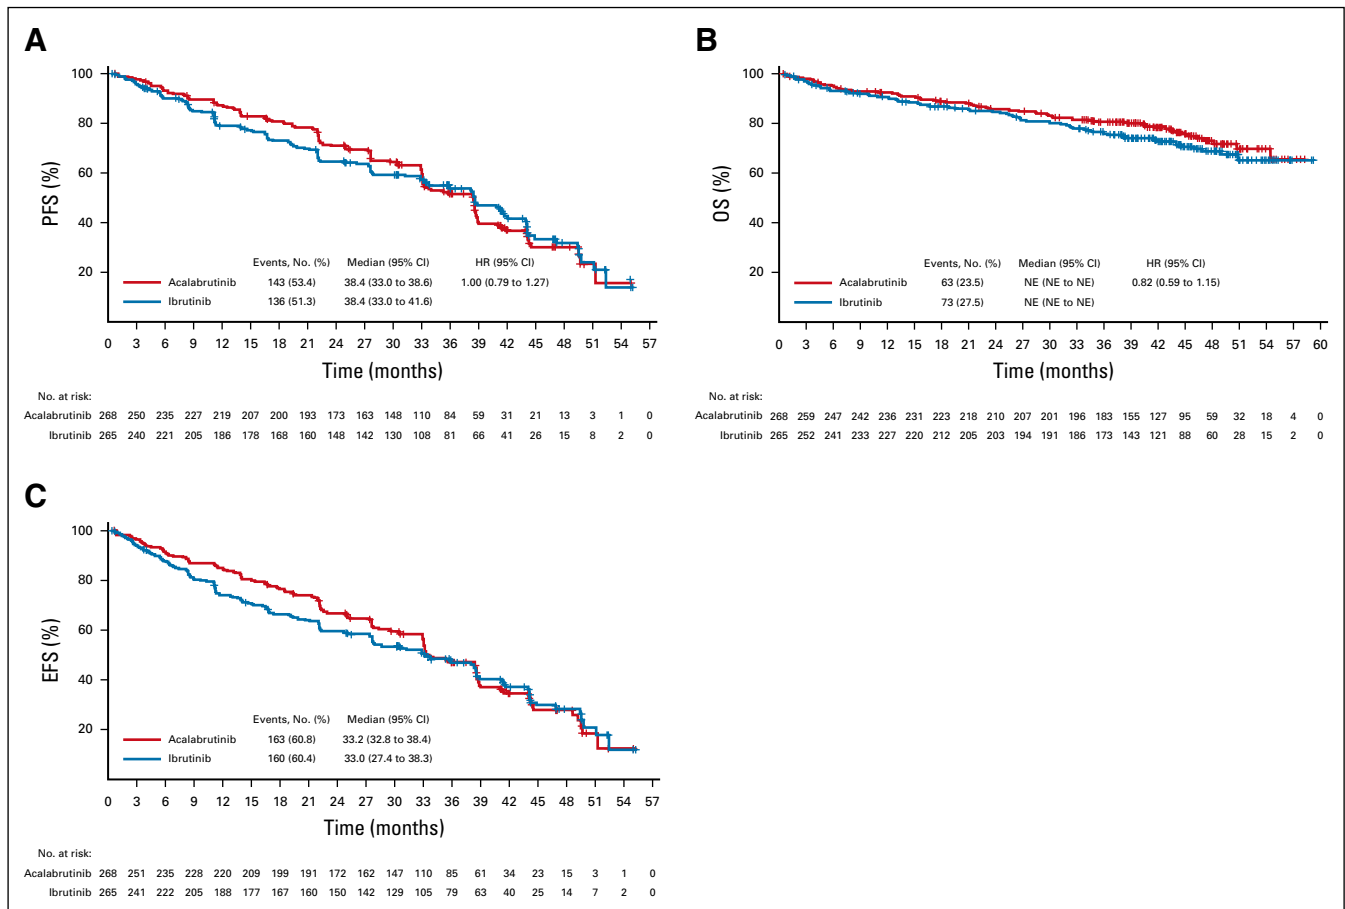 A
PFS (%)
100
80
60
40
20
Events, No. (%) Median (95% CI) HR (95% CI)
Acalabrutinib 143 (53.4) 38.4 (33.0 to 38.6) 1.00 (0.79 to 1.27)
Ibrutinib 136 (51.3) 38.4 (33.0 to 41.6)
0 3 6 9 12 15 18 21 24 27 30 33 36 39 42 45 48 51 54 57
Time (months)
No. at risk:
Acalabrutinib 268 250 235 227 219 207 200 193 173 163 148 110 84 59 31 21 13 3 1 0
Ibrutinib 265 240 221 205 186 178 168 160 148 142 130 108 81 66 41 26 15 8 2 0
B
OS (%)
100
80
60
40
20
Events, No. (%) Median (95% CI) HR (95% CI)
Acalabrutinib 63 (23.5) NE (NE to NE) 0.82 (0.59 to 1.15)
Ibrutinib 73 (27.5) NE (NE to NE)
0 3 6 9 12 15 18 21 24 27 30 33 36 39 42 45 48 51 54 57 60
Time (months)
No. at risk:
Acalabrutinib 268 259 247 242 236 231 223 218 210 207 201 196 183 155 127 95 59 32 18 4 0
Ibrutinib 265 252 241 233 227 220 212 205 203 194 191 186 173 143 121 88 60 28 15 2 0
C
EFS (%)
100
80
60
40
20
Events, No. (%) Median (95% CI)
Acalabrutinib 163 (60.8) 33.2 (32.8 to 38.4)
Ibrutinib 160 (60.4) 33.0 (27.4 to 38.3)
0 3 6 9 12 15 18 21 24 27 30 33 36 39 42 45 48 51 54 57
Time (months)
No. at risk:
Acalabrutinib 268 251 235 228 220 209 199 191 172 162 147 110 85 61 34 23 15 3 1 0
Ibrutinib 265 241 222 205 188 177 167 160 150 142 129 105 79 63 40 25 14 7 2 0